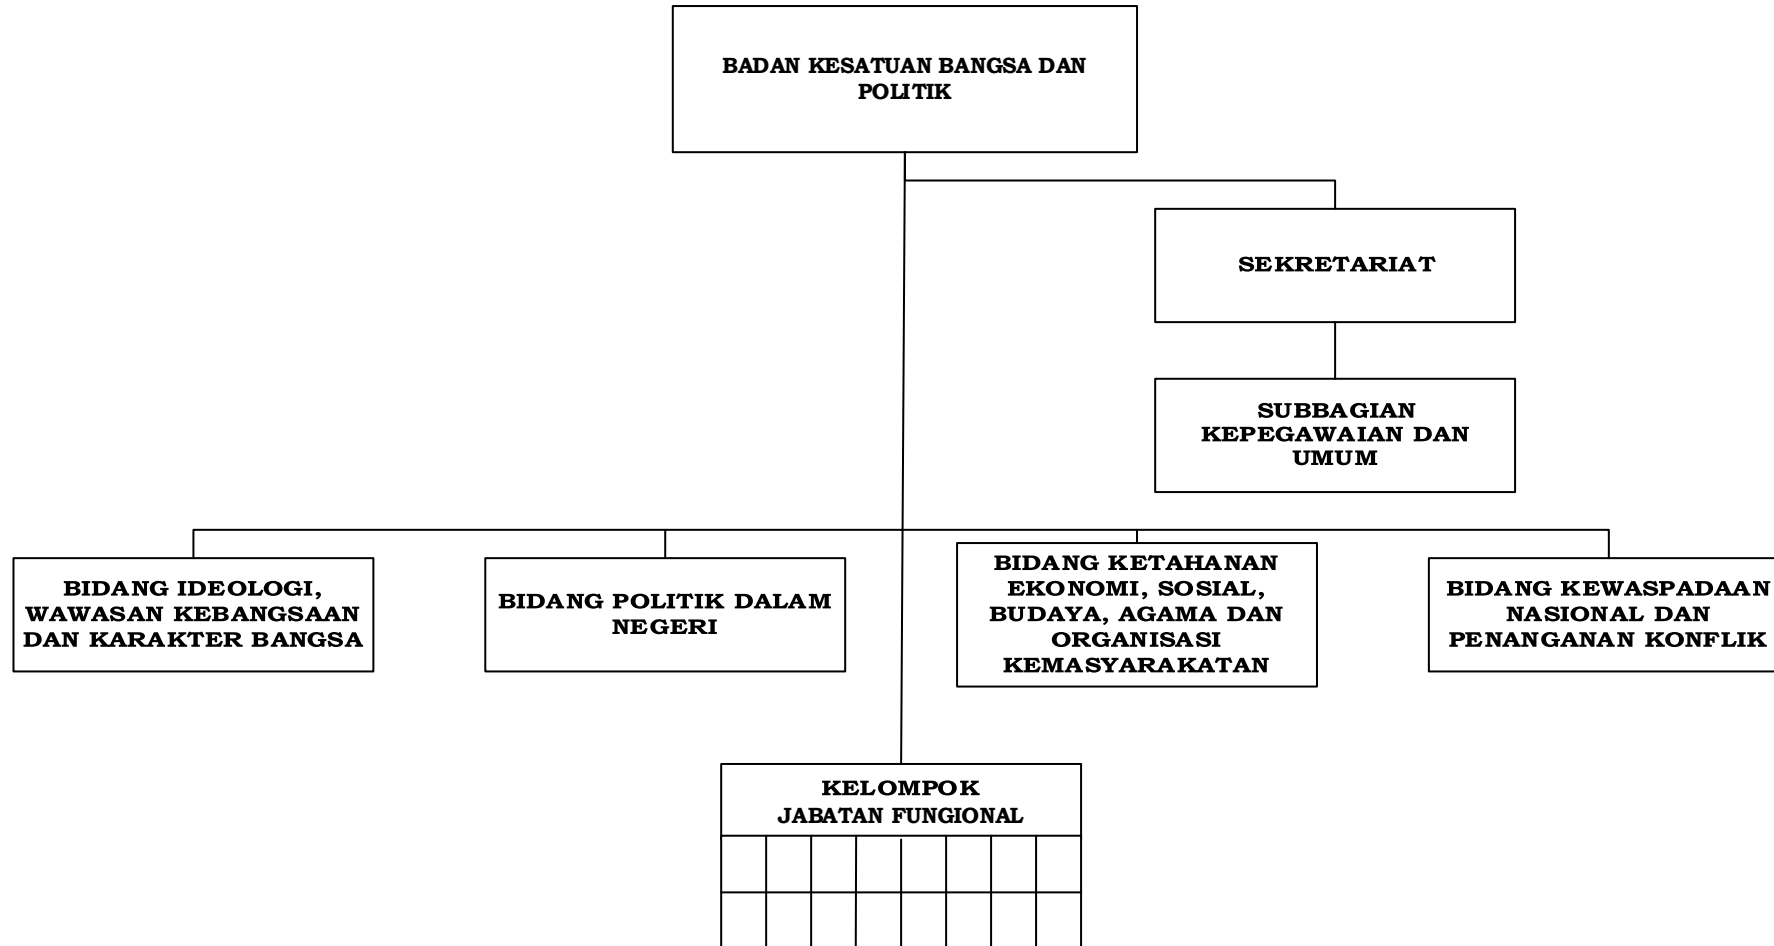 BADAN KESATUAN BANGSA DAN
POLITIK
SEKRETARIAT
SUBBAGIAN
KEPEGAWAIAN DAN
UMUM
BIDANG IDEOLOGI,
WAWASAN KEBANGSAAN
DAN KARAKTER BANGSA
BIDANG POLITIK DALAM
NEGERI
BIDANG KETAHANAN
EKONOMI, SOSIAL,
BUDAYA, AGAMA DAN
ORGANISASI
KEMASYARAKATAN
BIDANG KEWASPADAAN
NASIONAL DAN
PENANGANAN KONFLIK
KELOMPOK
JABATAN FUNGIONAL